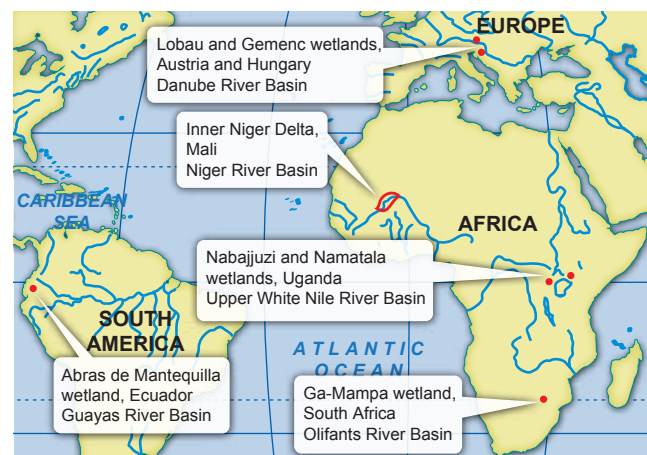 EUROPE
Lobau and Gemenc wetlands,
Austria and Hungary
Danube River Basin
Inner Niger Delta,
Mali
Niger River Basin
CARIBBEAN
SEA
AFRICA
Nabajjuzi and Namatala
wetlands, Uganda
Upper White Nile River Basin
SOUTH
AMERICA
ATLANTIC
OCEAN
Abras de Mantequilla
wetland, Ecuador
Guayas River Basin
Ga-Mampa wetland,
South Africa
Olifants River Basin